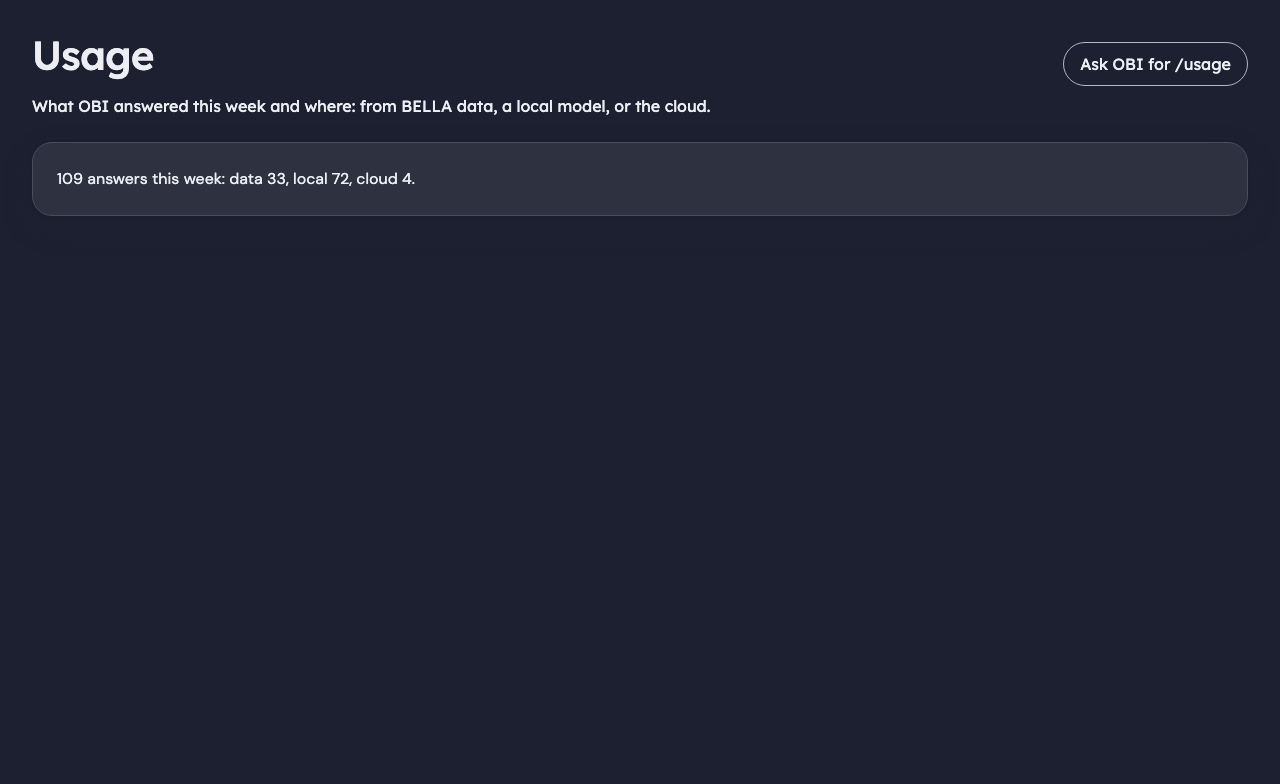 Usage
Ask OBI for /usage
What OBI answered this week and where: from BELLA data, a local model, or the cloud.
109 answers this week: data 33, local 72, cloud 4.